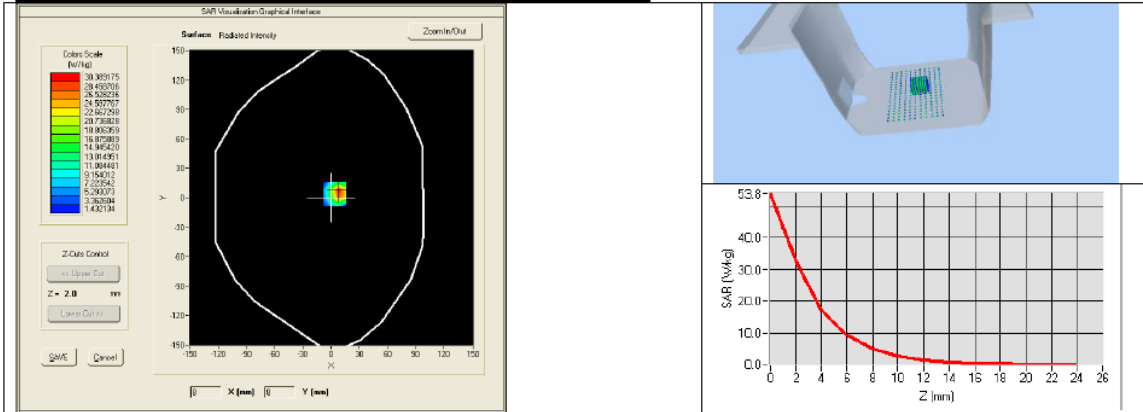 SAR Visualisation Graphical Interface
Surface Radiated Intensity
Zoom In/Out
Colors Scale
(W/kg)
30.389175
28.458706
26.528236
24.597767
22.667298
20.736828
18.806359
16.875889
14.945420
13.014951
11.084481
9.154012
7.223542
5.293073
3.362604
1.432134
150
120
90
60
30
0
-30
-60
-90
-120
-150
Y
-150 -120 -90 -60 -30 0 30 60 90 120 150
X
Z-Cuts Control
<< Upper Cut
Z = 2.0 mm
Lower Cut >>
SAVE Cancel
8 X (mm) 8 Y (mm)
53.8
40.0
30.0
20.0
10.0
0.0
SAR (W/kg)
0 2 4 6 8 10 12 14 16 18 20 22 24 26
Z (mm)